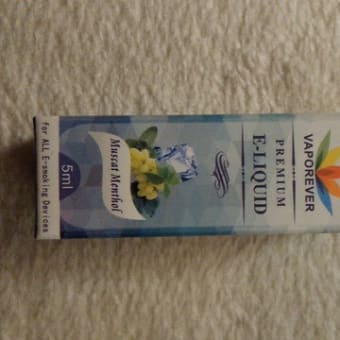 VAPOREVER
PREMIUM
E-LIQUID
Muscat Menthol
5ml
for ALL E-smoking Devices